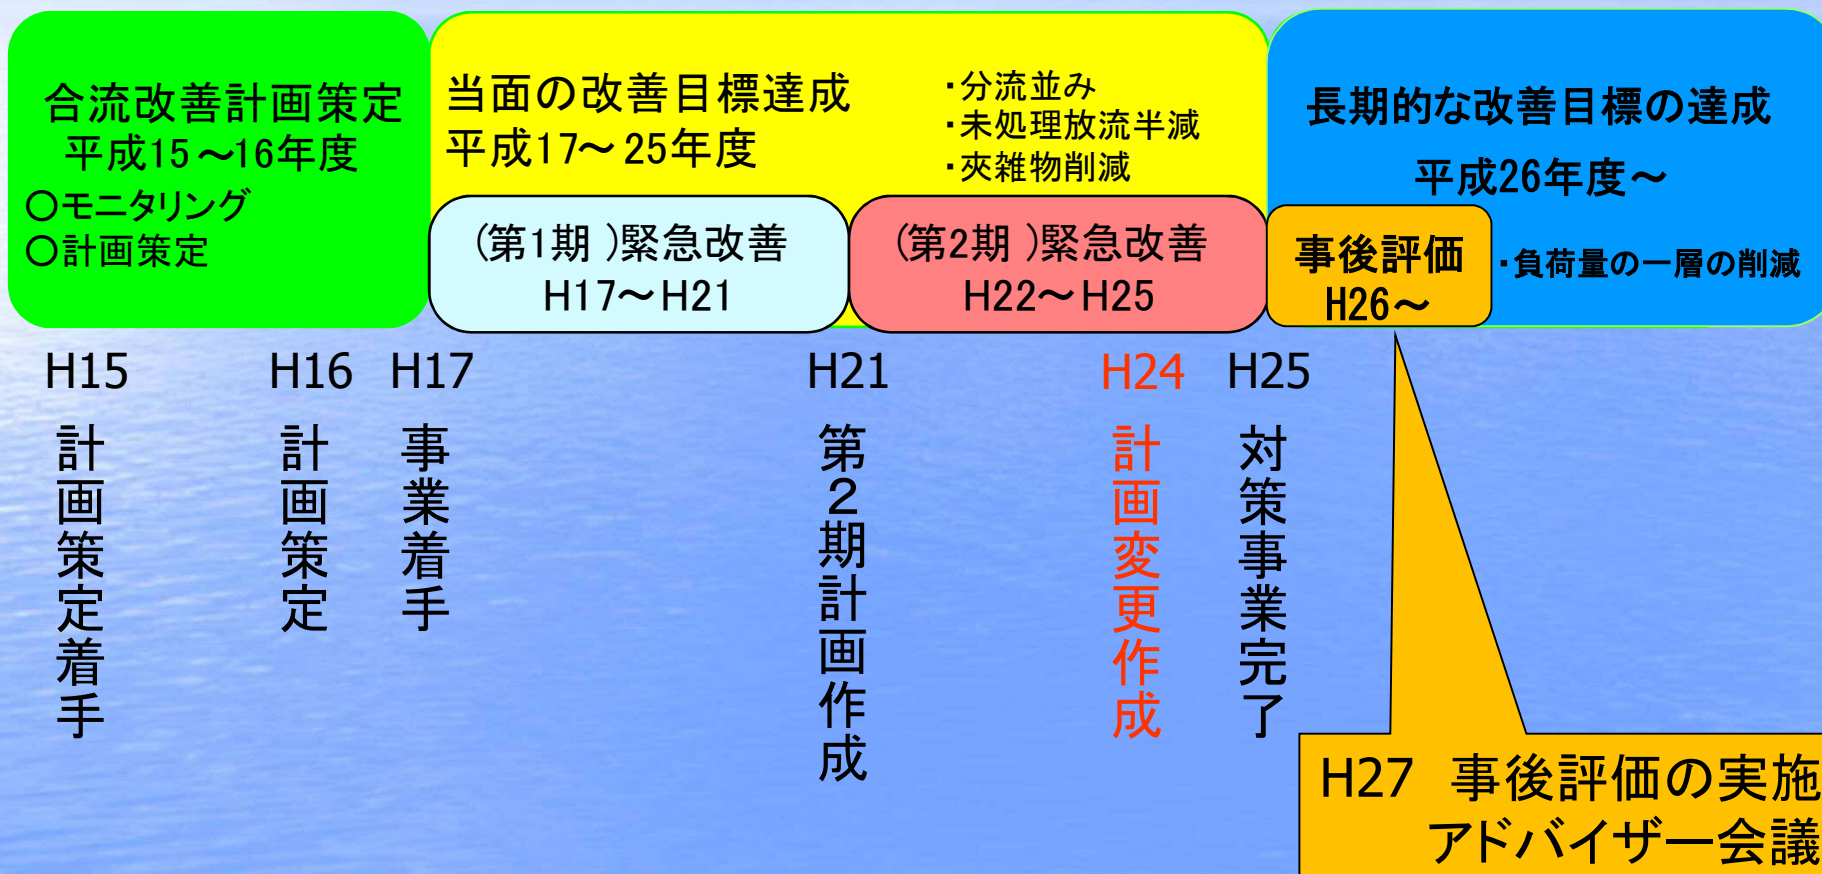 合流改善計画策定
平成15～16年度
○モニタリング
○計画策定
当面の改善目標達成
平成17～25年度
・分流並み
・未処理放流半減
・夾雑物削減
(第1期)緊急改善
H17～H21
(第2期)緊急改善
H22～H25
長期的な改善目標の達成
平成26年度～
事後評価
H26～
・負荷量の一層の削減
H15
計画策定着手
H16
計画策定
H17
事業着手
H21
第２期計画作成
H24
計画変更作成
H25
対策事業完了
H27 事後評価の実施
アドバイザー会議